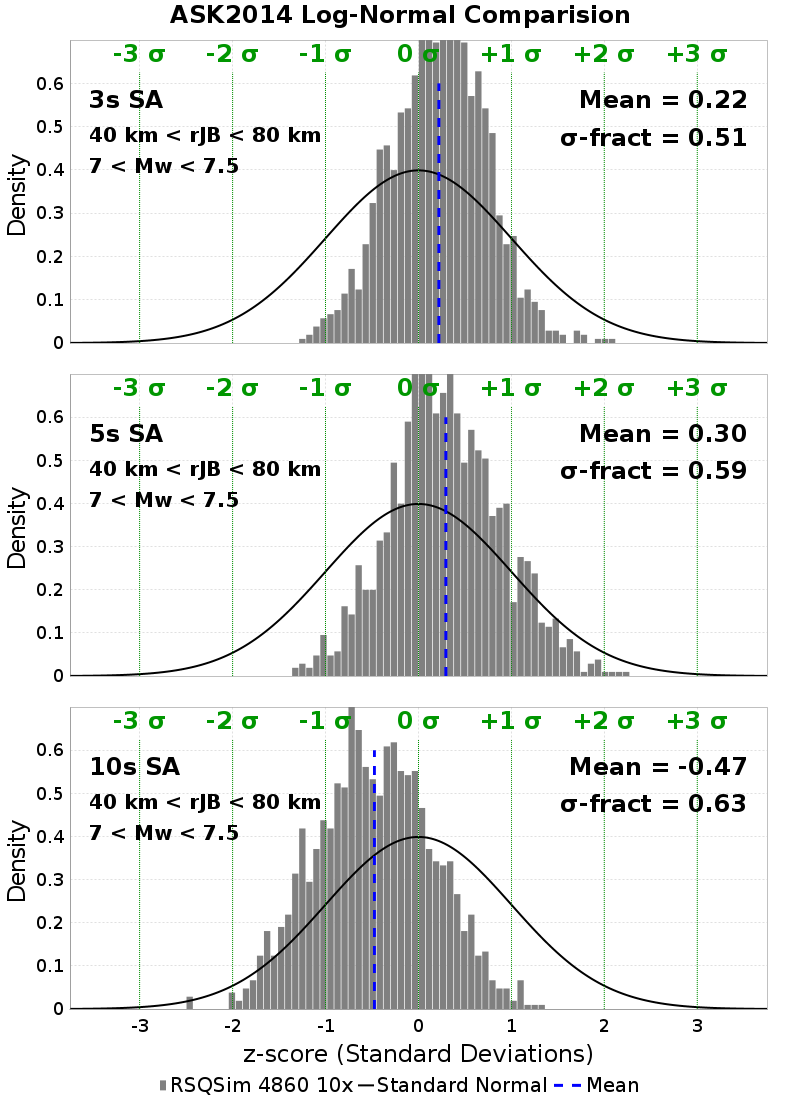 ASK2014 Log-Normal Comparision
-3 σ -2 σ -1 σ 0 σ +1 σ +2 σ +3 σ
3s SA
Mean = 0.22
40 km < rJB < 80 km
σ-fract = 0.51
7 < Mw < 7.5
0.6
0.5
0.4
0.3
0.2
0.1
0
Density
-3 σ -2 σ -1 σ 0 σ +1 σ +2 σ +3 σ
5s SA
Mean = 0.30
40 km < rJB < 80 km
σ-fract = 0.59
7 < Mw < 7.5
0.6
0.5
0.4
0.3
0.2
0.1
0
Density
-3 σ -2 σ -1 σ 0 σ +1 σ +2 σ +3 σ
10s SA
Mean = -0.47
40 km < rJB < 80 km
σ-fract = 0.63
7 < Mw < 7.5
0.6
0.5
0.4
0.3
0.2
0.1
0
Density
-3 -2 -1 0 1 2 3
z-score (Standard Deviations)
RSQSim 4860 10x Standard Normal Mean